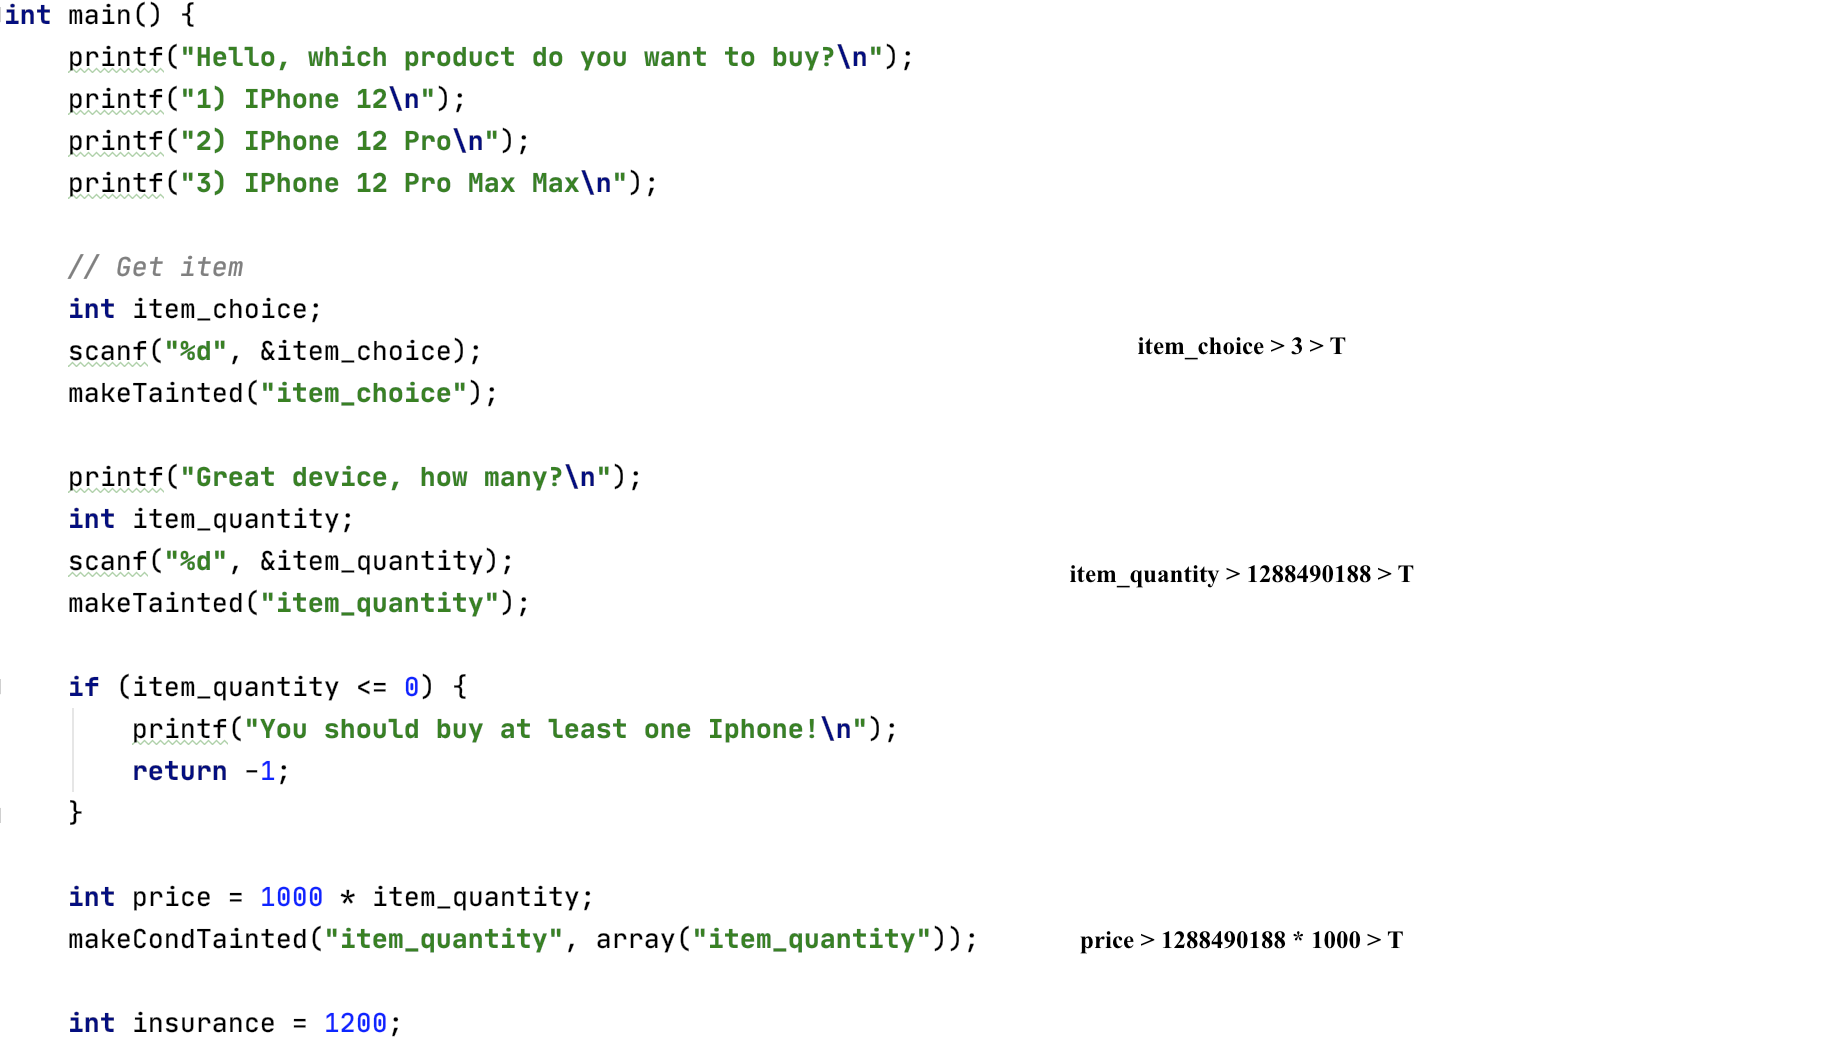 int main() {
printf("Hello, which product do you want to buy?\n");
printf("1) IPhone 12\n");
printf("2) IPhone 12 Pro\n");
printf("3) IPhone 12 Pro Max Max\n");
// Get item
int item_choice;
scanf("%d", &item_choice);
item_choice > 3 > T
makeTainted("item_choice");
printf("Great device, how many?\n");
int item_quantity;
scanf("%d", &item_quantity);
item_quantity > 1288490188 > T
makeTainted("item_quantity");
if (item_quantity <= 0) {
printf("You should buy at least one Iphone!\n");
return -1;
}
int price = 1000 * item_quantity;
makeCondTainted("item_quantity", array("item_quantity"));
price > 1288490188 * 1000 > T
int insurance = 1200;